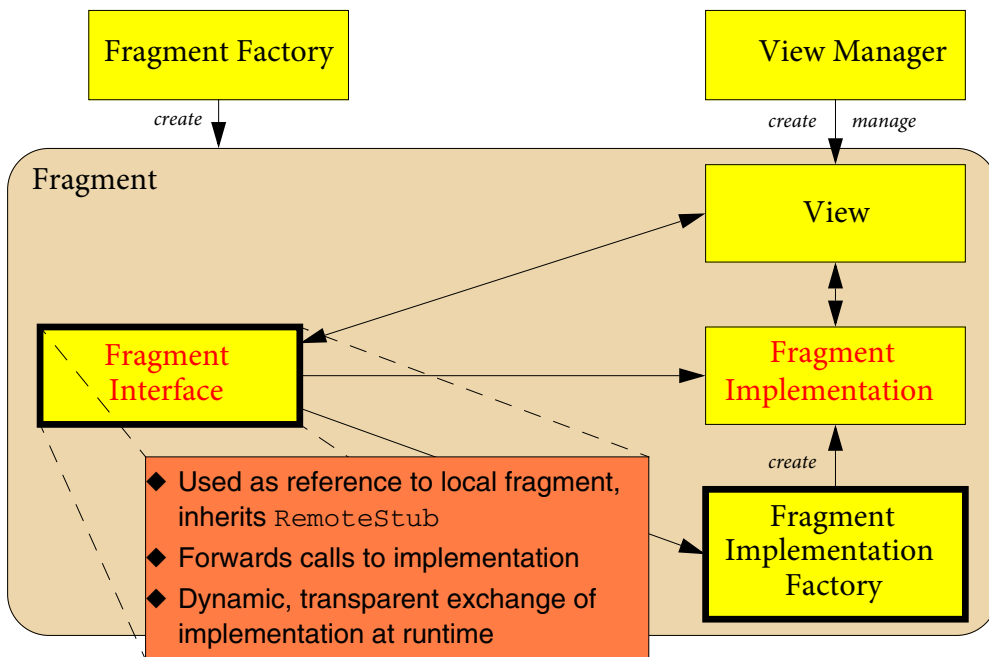 Fragment Factory
View Manager
create
create manage
Fragment
View
Fragment
Interface
Fragment
Implementation
create
◆ Used as reference to local fragment,
inherits RemoteStub
◆ Forwards calls to implementation
◆ Dynamic, transparent exchange of
implementation at runtime
Fragment
Implementation
Factory